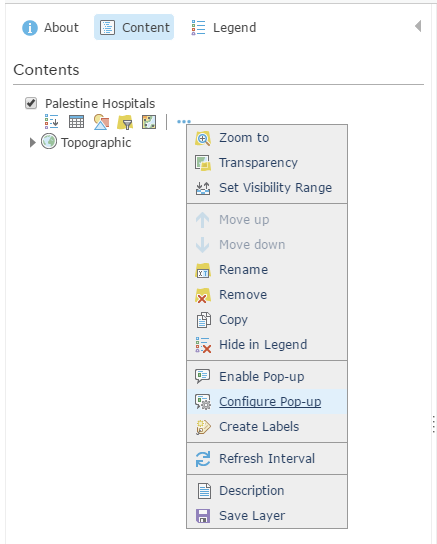 About Content Legend
Contents
Palestine Hospitals
Topographic
Zoom to
Transparency
Set Visibility Range
Move up
Move down
Rename
Remove
Copy
Hide in Legend
Enable Pop-up
Configure Pop-up
Create Labels
Refresh Interval
Description
Save Layer